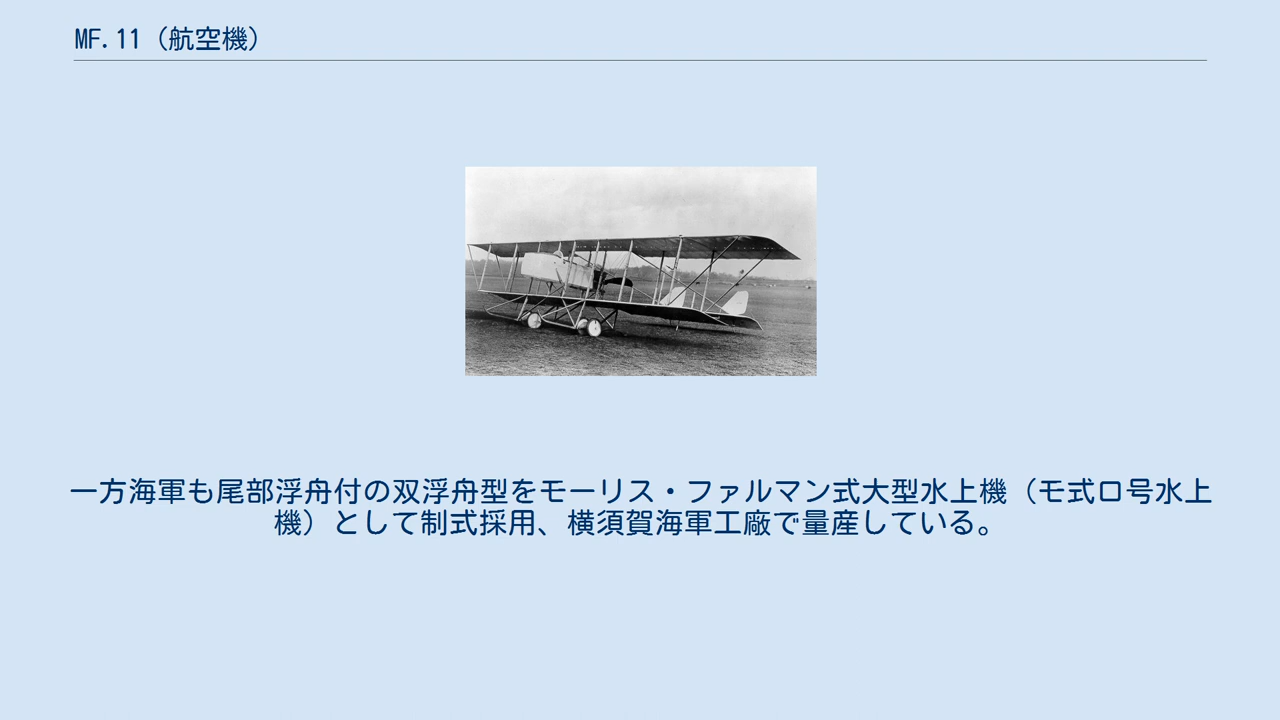 MF.11（航空機）
一方海軍も尾部浮舟付の双浮舟型をモーリス・ファルマン式大型水上機（モ式ロ号水上
機）として制式採用、横須賀海軍工廠で量産している。